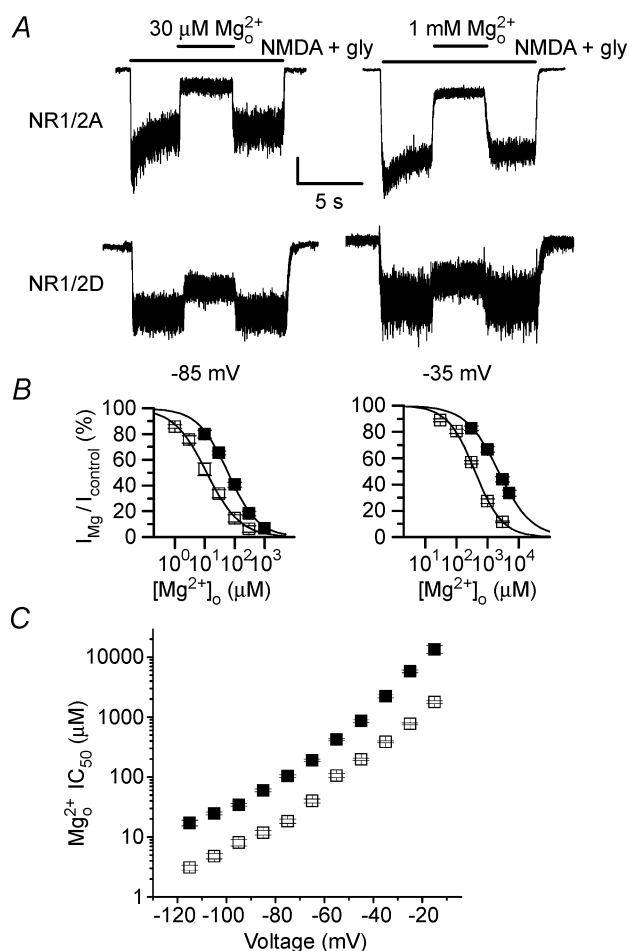 A
30 μM Mg²⁺ₒ
NMDA + gly
1 mM Mg²⁺ₒ
NMDA + gly
NR1/2A
5 s
NR1/2D
-85 mV
-35 mV
B
I_Mg / I_control (%)
100
80
60
40
20
0
10⁰ 10¹ 10² 10³
[Mg²⁺]ₒ (μM)
100
80
60
40
20
0
10¹ 10² 10³ 10⁴
[Mg²⁺]ₒ (μM)
C
Mg²⁺ₒ IC₅₀ (μM)
10000
1000
100
10
1
-120 -100 -80 -60 -40 -20
Voltage (mV)